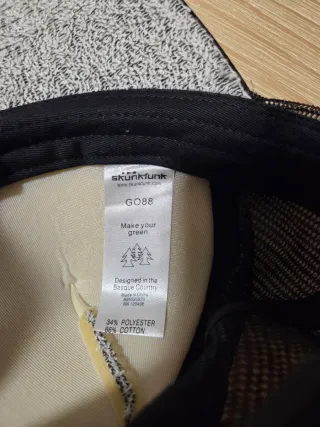 skunkfunk
www.skunkfunk.com
GO88
Make your
green
Designed in the
Basque Country
Made in China
34% POLYESTER
66% COTTON